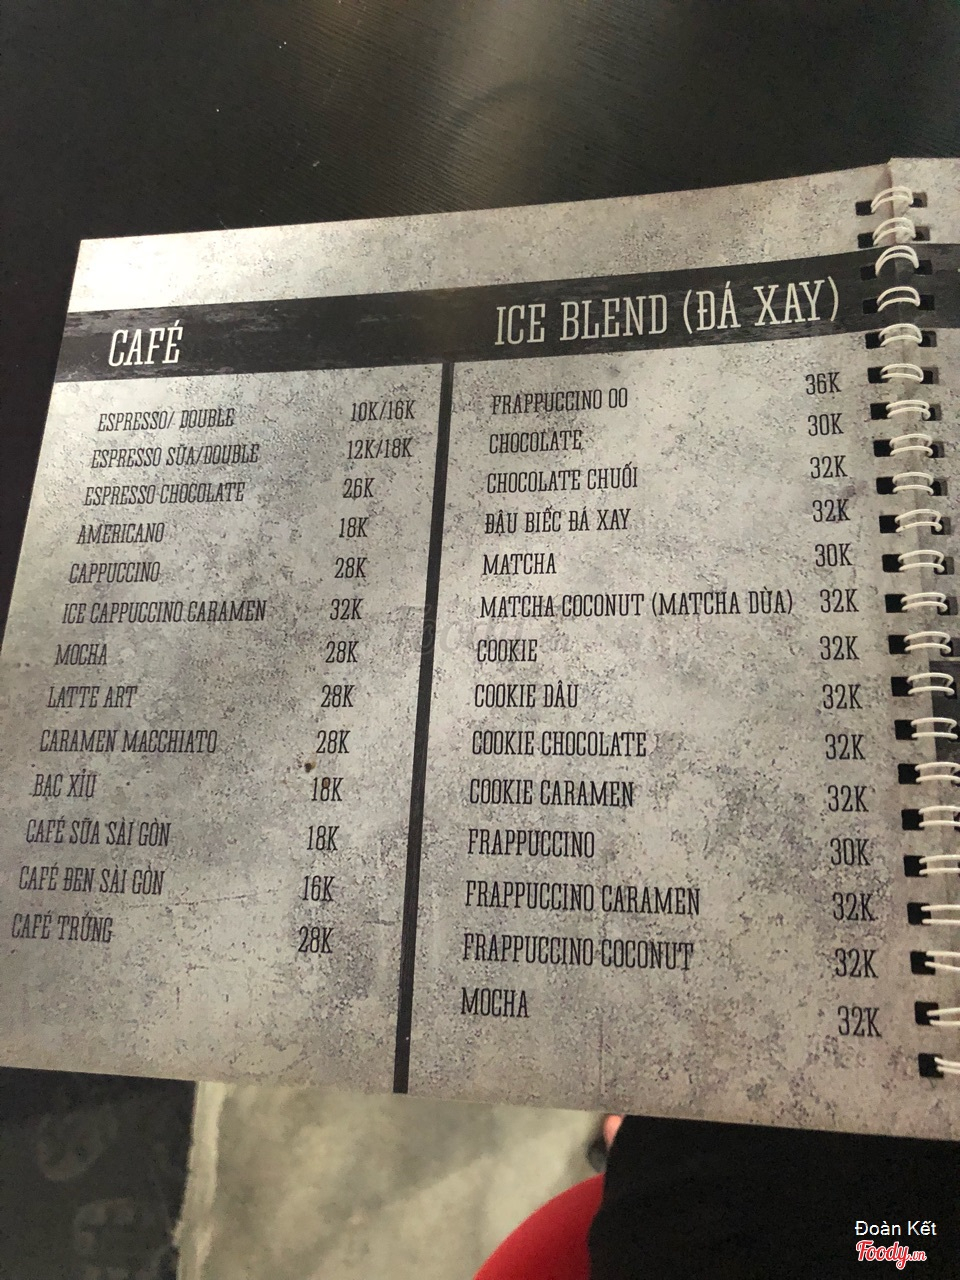 CAFÉ
ESPRESSO/ DOUBLE 10K/16K
ESPRESSO SỮA/DOUBLE 12K/18K
ESPRESSO CHOCOLATE 26K
AMERICANO 18K
CAPPUCCINO 28K
ICE CAPPUCCINO CARAMEN 32K
MOCHA 28K
LATTE ART 28K
CARAMEN MACCHIATO 28K
BẠC XỈU 18K
CAFÉ SỮA SÀI GÒN 18K
CAFÉ ĐEN SÀI GÒN 16K
CAFÉ TRỨNG 28K
ICE BLEND (ĐÁ XAY)
FRAPPUCCINO OO 36K
CHOCOLATE 30K
CHOCOLATE CHUỐI 32K
ĐẬU BIẾC ĐÁ XAY 32K
MATCHA 30K
MATCHA COCONUT (MATCHA DỪA) 32K
COOKIE 32K
COOKIE DÂU 32K
COOKIE CHOCOLATE 32K
COOKIE CARAMEN 32K
FRAPPUCCINO 30K
FRAPPUCCINO CARAMEN 32K
FRAPPUCCINO COCONUT 32K
MOCHA 32K
Đoàn Kết
Foody.vn